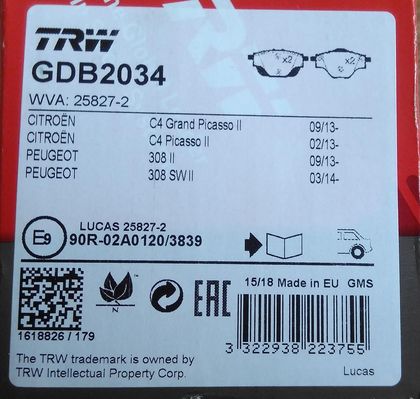 TRW
GDB2034
x2 x2
WVA: 25827-2
CITROËN C4 Grand Picasso II 09/13-
CITROËN C4 Picasso II 02/13-
PEUGEOT 308 II 09/13-
PEUGEOT 308 SW II 03/14-
LUCAS 25827-2
E9 90R-02A0120/3839
N
EAC
15/18 Made in EU GMS
1618826 / 179
3 322938 223755
The TRW trademark is owned by
TRW Intellectual Property Corp.
Lucas